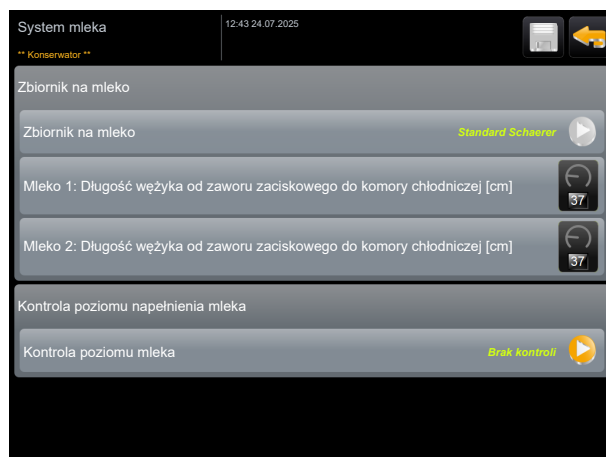 System mleka
12:43 24.07.2025
** Konserwator **
Zbiornik na mleko
Zbiornik na mleko
Standard Schaerer
Mleko 1: Długość wężyka od zaworu zaciskowego do komory chłodniczej [cm]
37
Mleko 2: Długość wężyka od zaworu zaciskowego do komory chłodniczej [cm]
37
Kontrola poziomu napełnienia mleka
Kontrola poziomu mleka
Brak kontroli